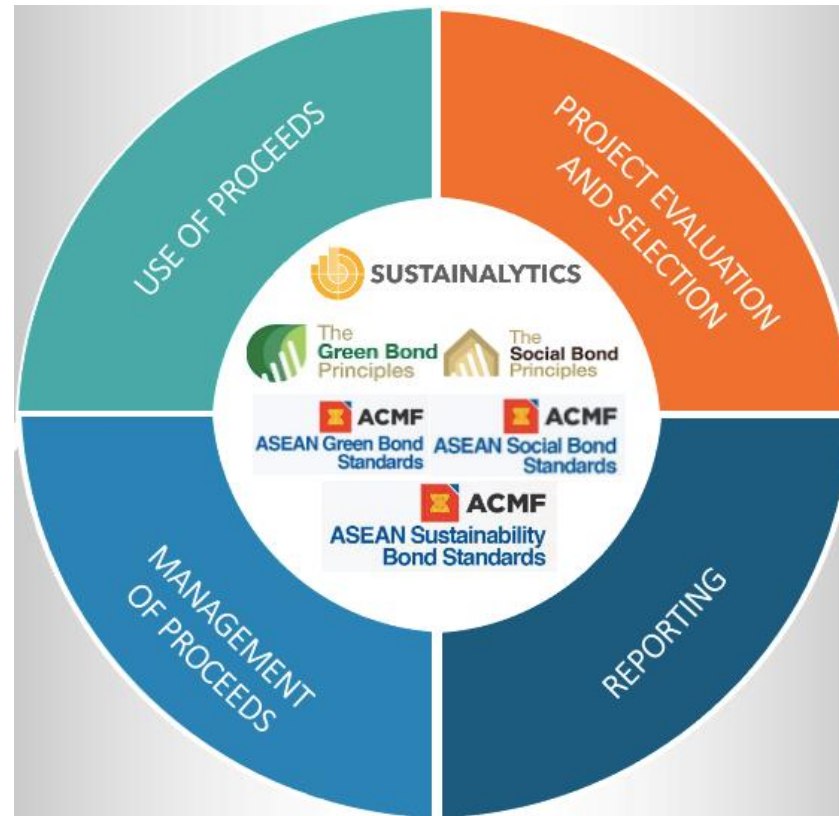 USE OF PROCEEDS
PROJECT EVALUATION
AND SELECTION
SUSTAINALYTICS
The
Green Bond
Principles
The
Social Bond
Principles
ACMF
ASEAN Green Bond
Standards
ACMF
ASEAN Social Bond
Standards
ACMF
ASEAN Sustainability
Bond Standards
MANAGEMENT
OF PROCEEDS
REPORTING